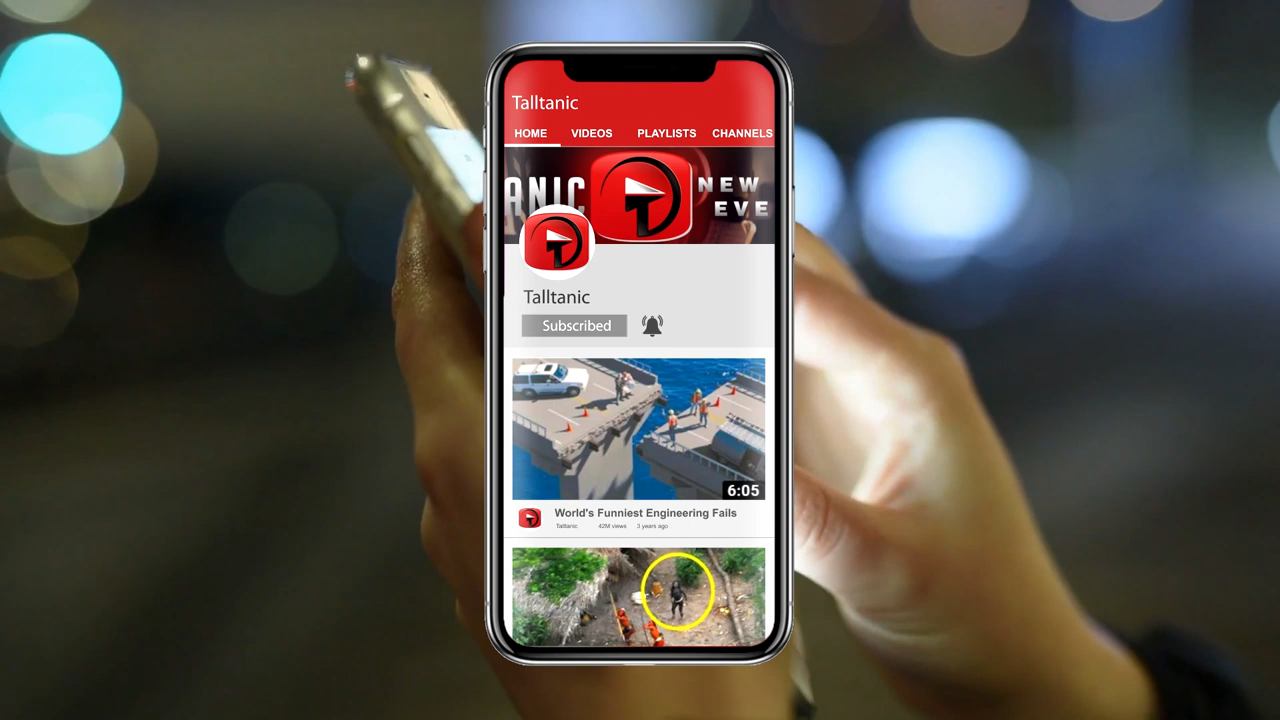 Talltanic
HOME VIDEOS PLAYLISTS CHANNELS
ANIC NEW
EVE
Talltanic
Subscribed
6:05
World's Funniest Engineering Fails
Talltanic 42M views 3 years ago